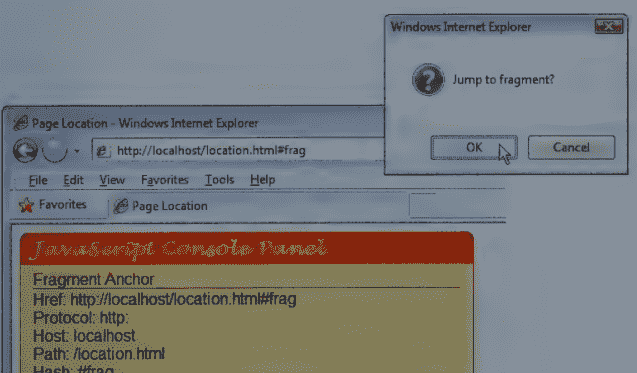 Windows Internet Explorer
Jump to fragment?
OK Cancel
Page Location - Windows Internet Explorer
http://localhost/location.html#frag
File Edit View Favorites Tools Help
Favorites Page Location
JavaScript Console Panel
Fragment Anchor
Href: http://localhost/location.html#frag
Protocol: http:
Host: localhost
Path: /location.html
Hash: #frag